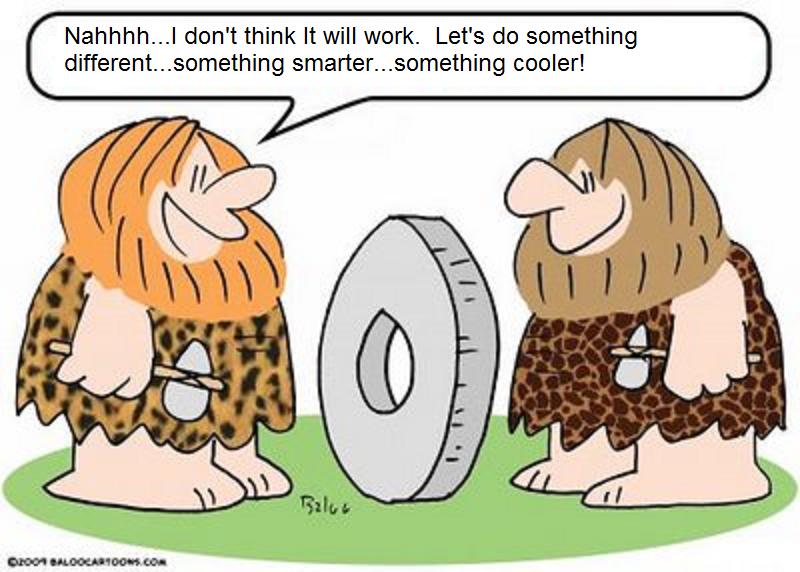 Nahhhh...I don't think It will work.  Let's do something
different...something smarter...something cooler!
Baloo
©2009 BALOOCARTOONS.COM